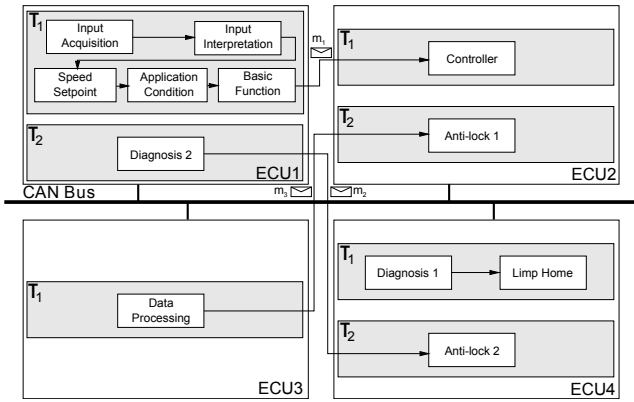 T1
Input
Acquisition
Input
Interpretation
Speed
Setpoint
Application
Condition
Basic
Function
T2
Diagnosis 2
ECU1
m1
T1
Controller
T2
Anti-lock 1
ECU2
CAN Bus
m3
m2
T1
Data
Processing
ECU3
T1
Diagnosis 1
Limp Home
T2
Anti-lock 2
ECU4